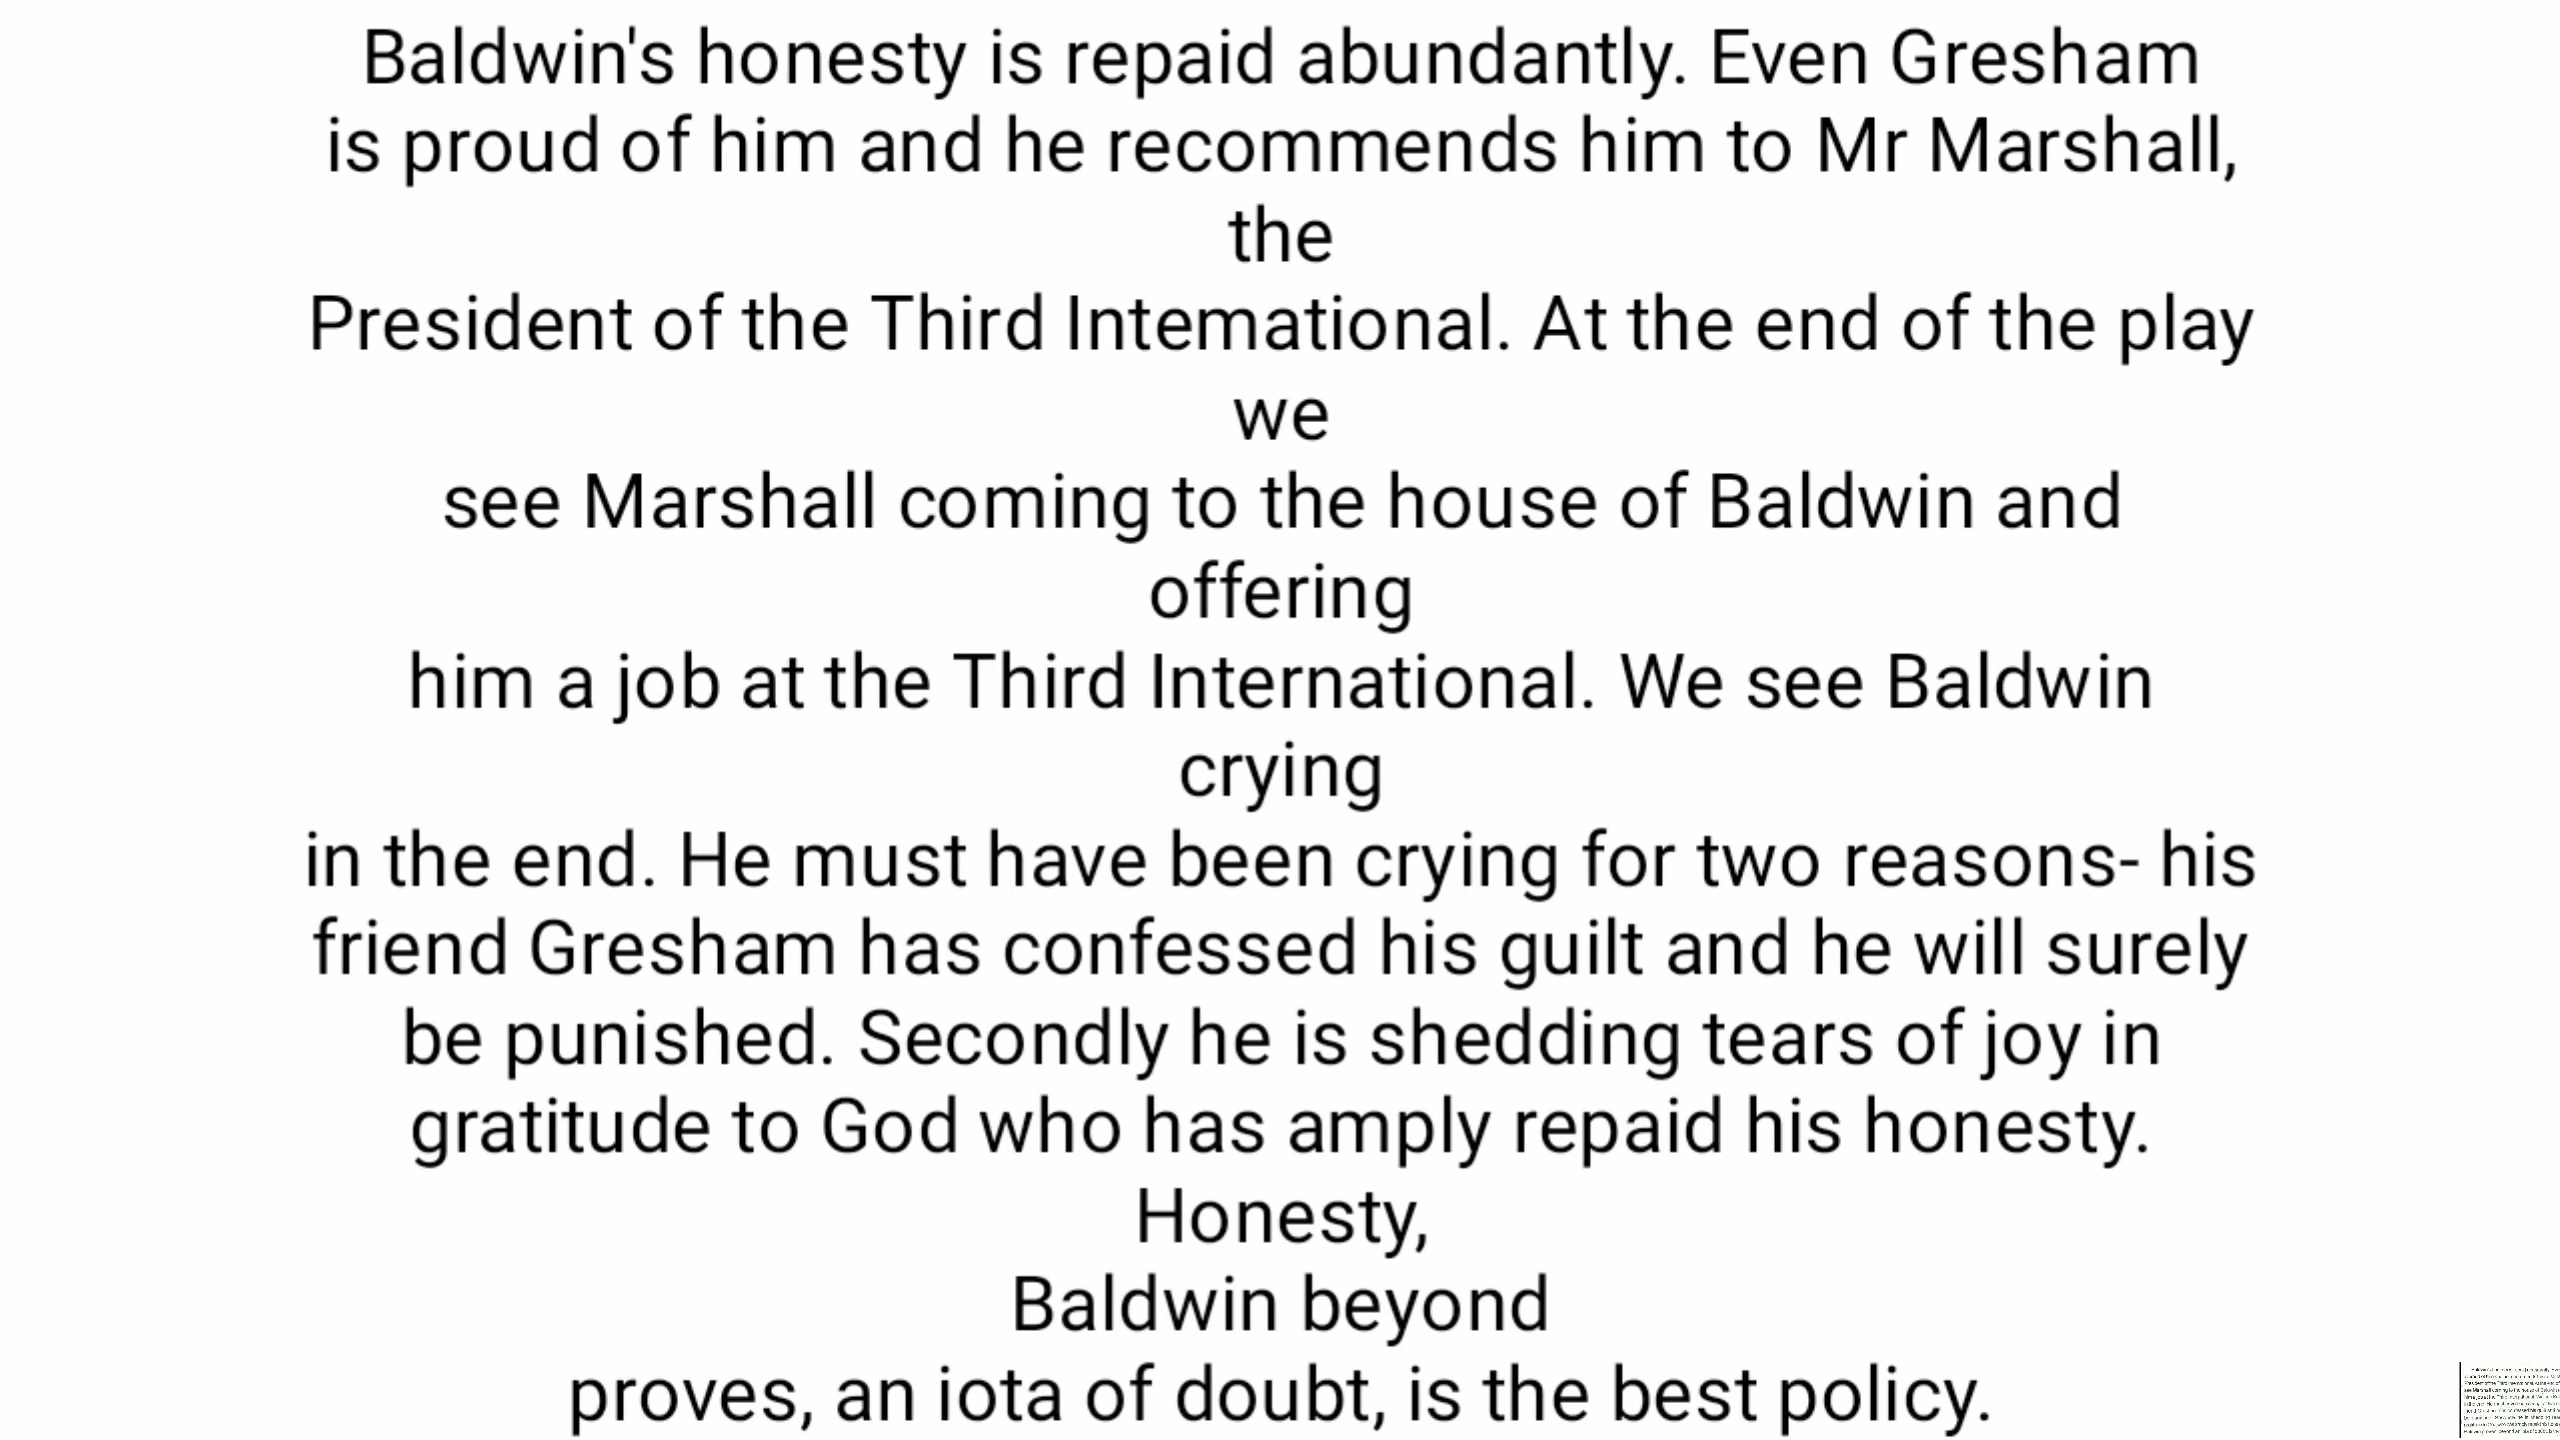 Baldwin's honesty is repaid abundantly. Even Gresham
is proud of him and he recommends him to Mr Marshall,
the
President of the Third Intemational. At the end of the play
we
see Marshall coming to the house of Baldwin and
offering
him a job at the Third International. We see Baldwin
crying
in the end. He must have been crying for two reasons- his
friend Gresham has confessed his guilt and he will surely
be punished. Secondly he is shedding tears of joy in
gratitude to God who has amply repaid his honesty.
Honesty,
Baldwin beyond
proves, an iota of doubt, is the best policy.